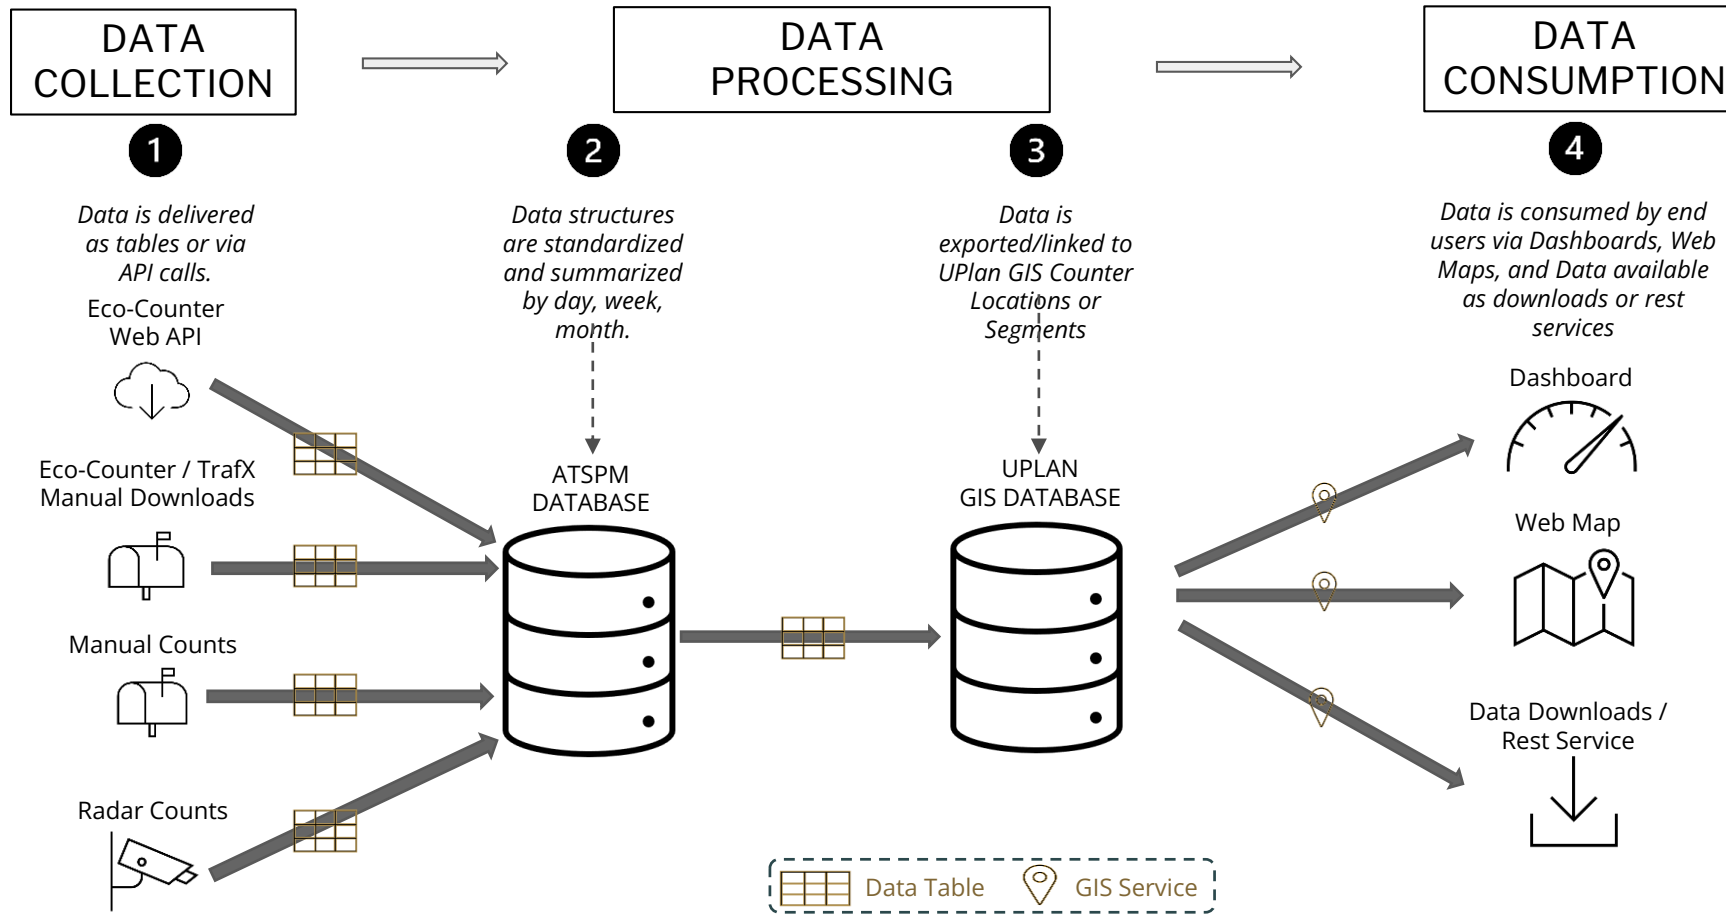 DATA
COLLECTION
DATA
PROCESSING
DATA
CONSUMPTION
1
2
3
4
Data is delivered
as tables or via
API calls.
Data structures
are standardized
and summarized
by day, week,
month.
Data is
exported/linked to
UPlan GIS Counter
Locations or
Segments
Data is consumed by end
users via Dashboards, Web
Maps, and Data available
as downloads or rest
services
Eco-Counter
Web API
Eco-Counter / TrafX
Manual Downloads
Manual Counts
Radar Counts
ATSPM
DATABASE
UPLAN
GIS DATABASE
Dashboard
Web Map
Data Downloads /
Rest Service
Data Table
GIS Service